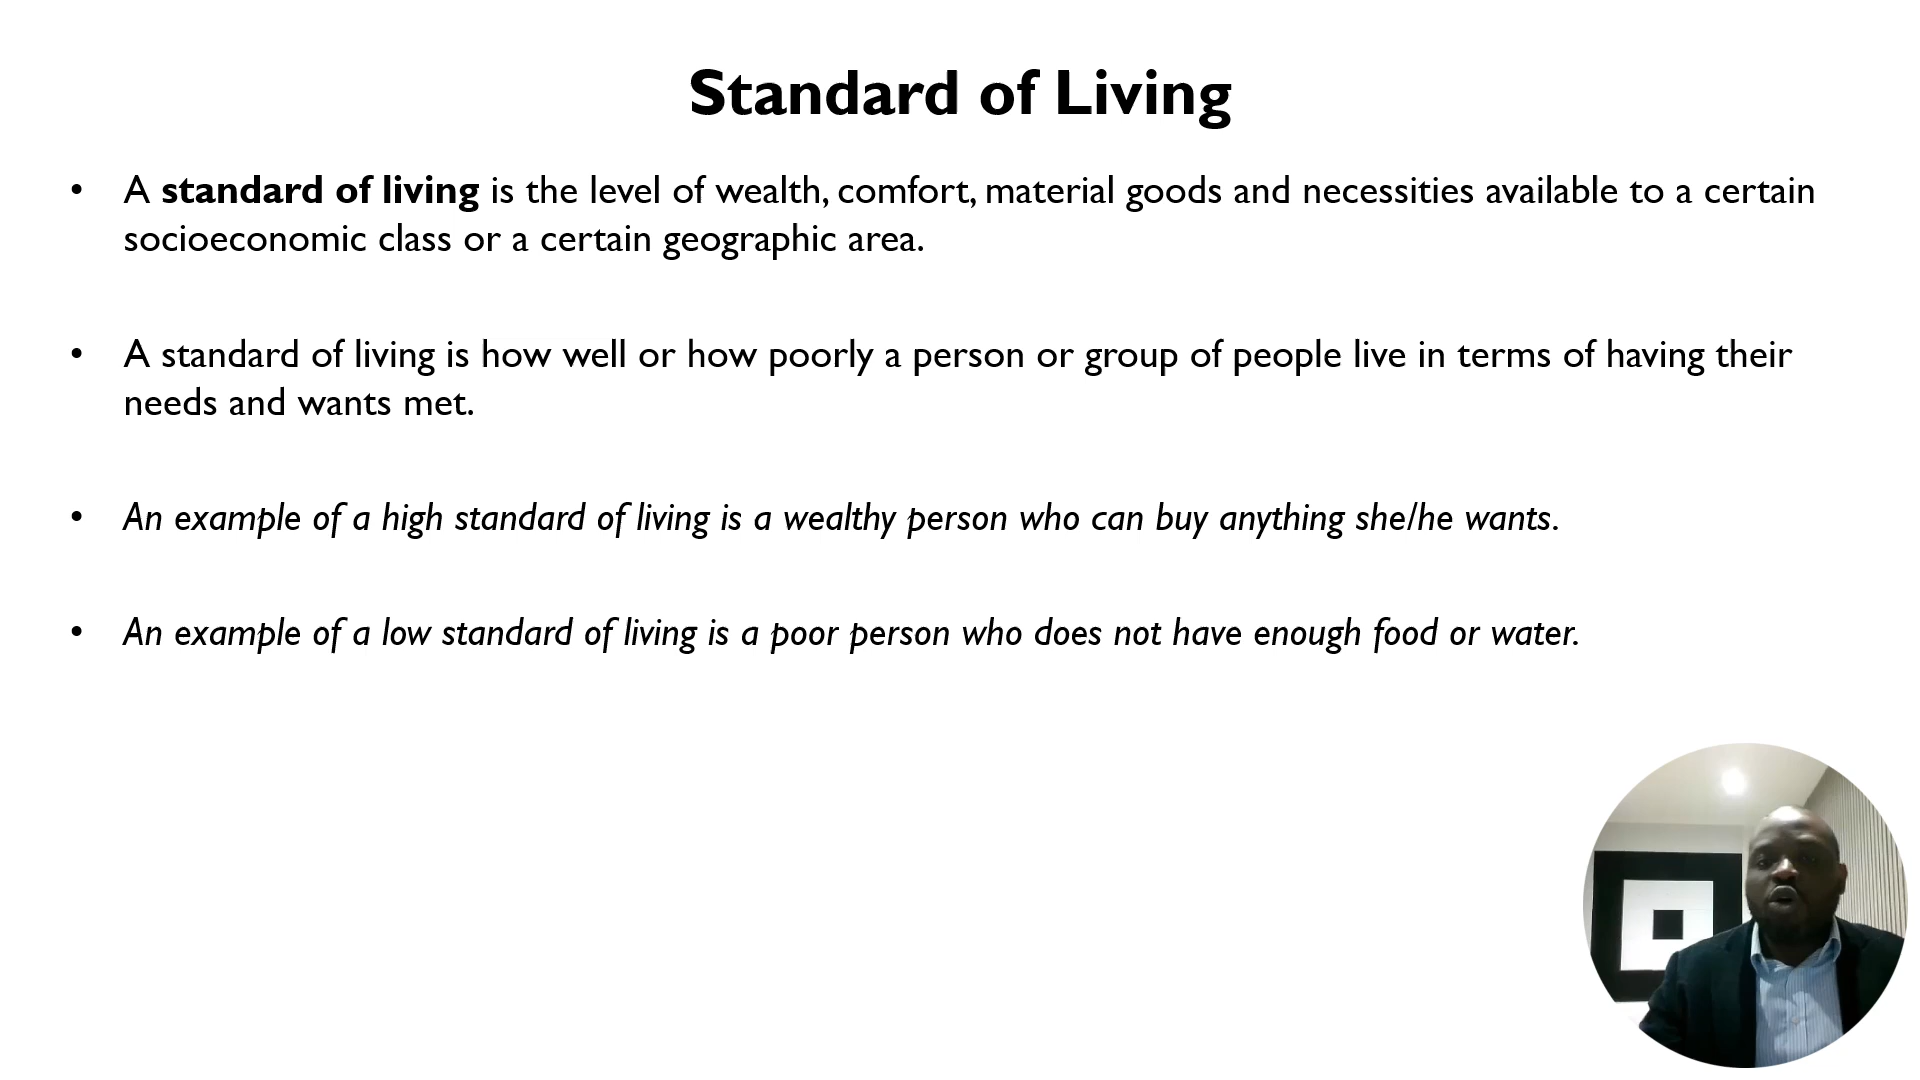 Standard of Living
• A standard of living is the level of wealth, comfort, material goods and necessities available to a certain
socioeconomic class or a certain geographic area.
• A standard of living is how well or how poorly a person or group of people live in terms of having their
needs and wants met.
• An example of a high standard of living is a wealthy person who can buy anything she/he wants.
• An example of a low standard of living is a poor person who does not have enough food or water.